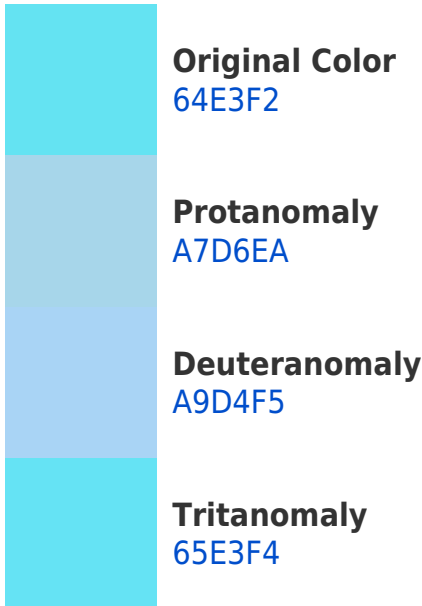 Original Color
64E3F2
Protanomaly
A7D6EA
Deuteranomaly
A9D4F5
Tritanomaly
65E3F4